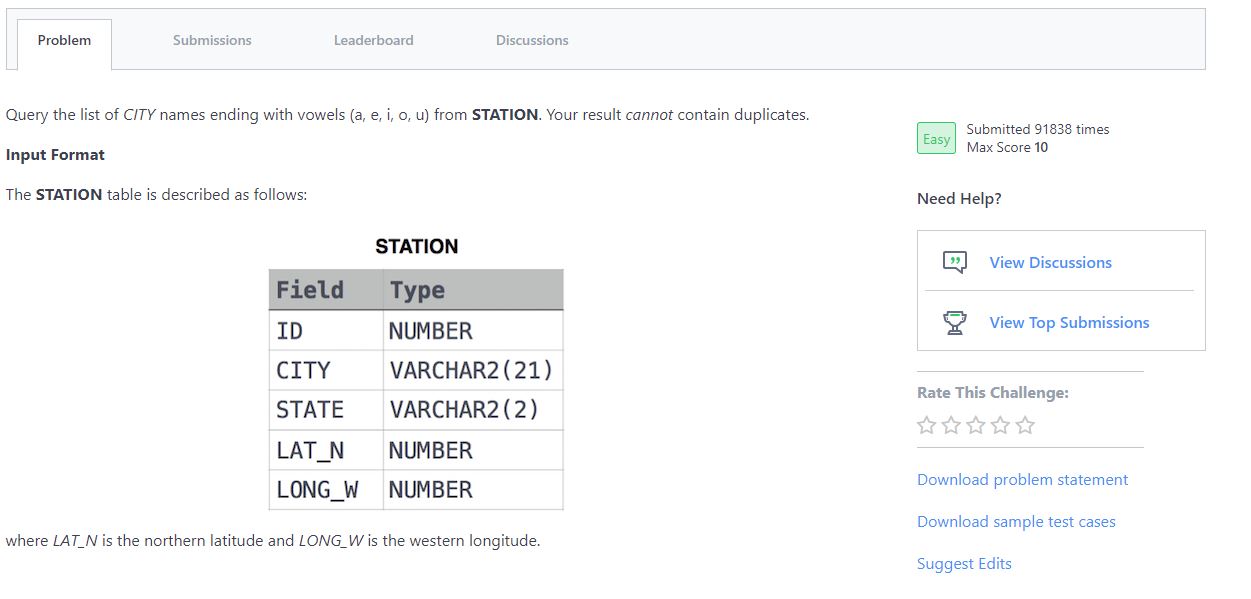 Problem
Submissions
Leaderboard
Discussions
Query the list of CITY names ending with vowels (a, e, i, o, u) from STATION. Your result cannot contain duplicates.
Input Format
The STATION table is described as follows:
STATION
Field Type
ID NUMBER
CITY VARCHAR2(21)
STATE VARCHAR2(2)
LAT_N NUMBER
LONG_W NUMBER
where LAT_N is the northern latitude and LONG_W is the western longitude.
Easy
Submitted 91838 times
Max Score 10
Need Help?
View Discussions
View Top Submissions
Rate This Challenge:
Download problem statement
Download sample test cases
Suggest Edits